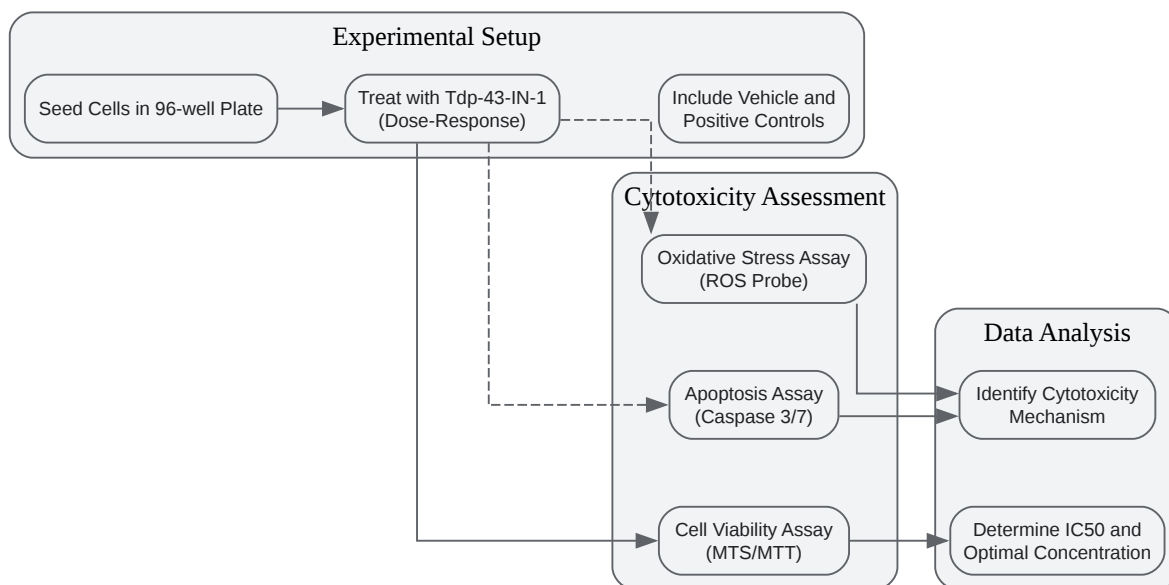 Experimental Setup
Seed Cells in 96-well Plate
Treat with Tdp-43-IN-1
(Dose-Response)
Include Vehicle and
Positive Controls
Cytotoxicity Assessment
Oxidative Stress Assay
(ROS Probe)
Apoptosis Assay
(Caspase 3/7)
Cell Viability Assay
(MTS/MTT)
Data Analysis
Identify Cytotoxicity
Mechanism
Determine IC50 and
Optimal Concentration